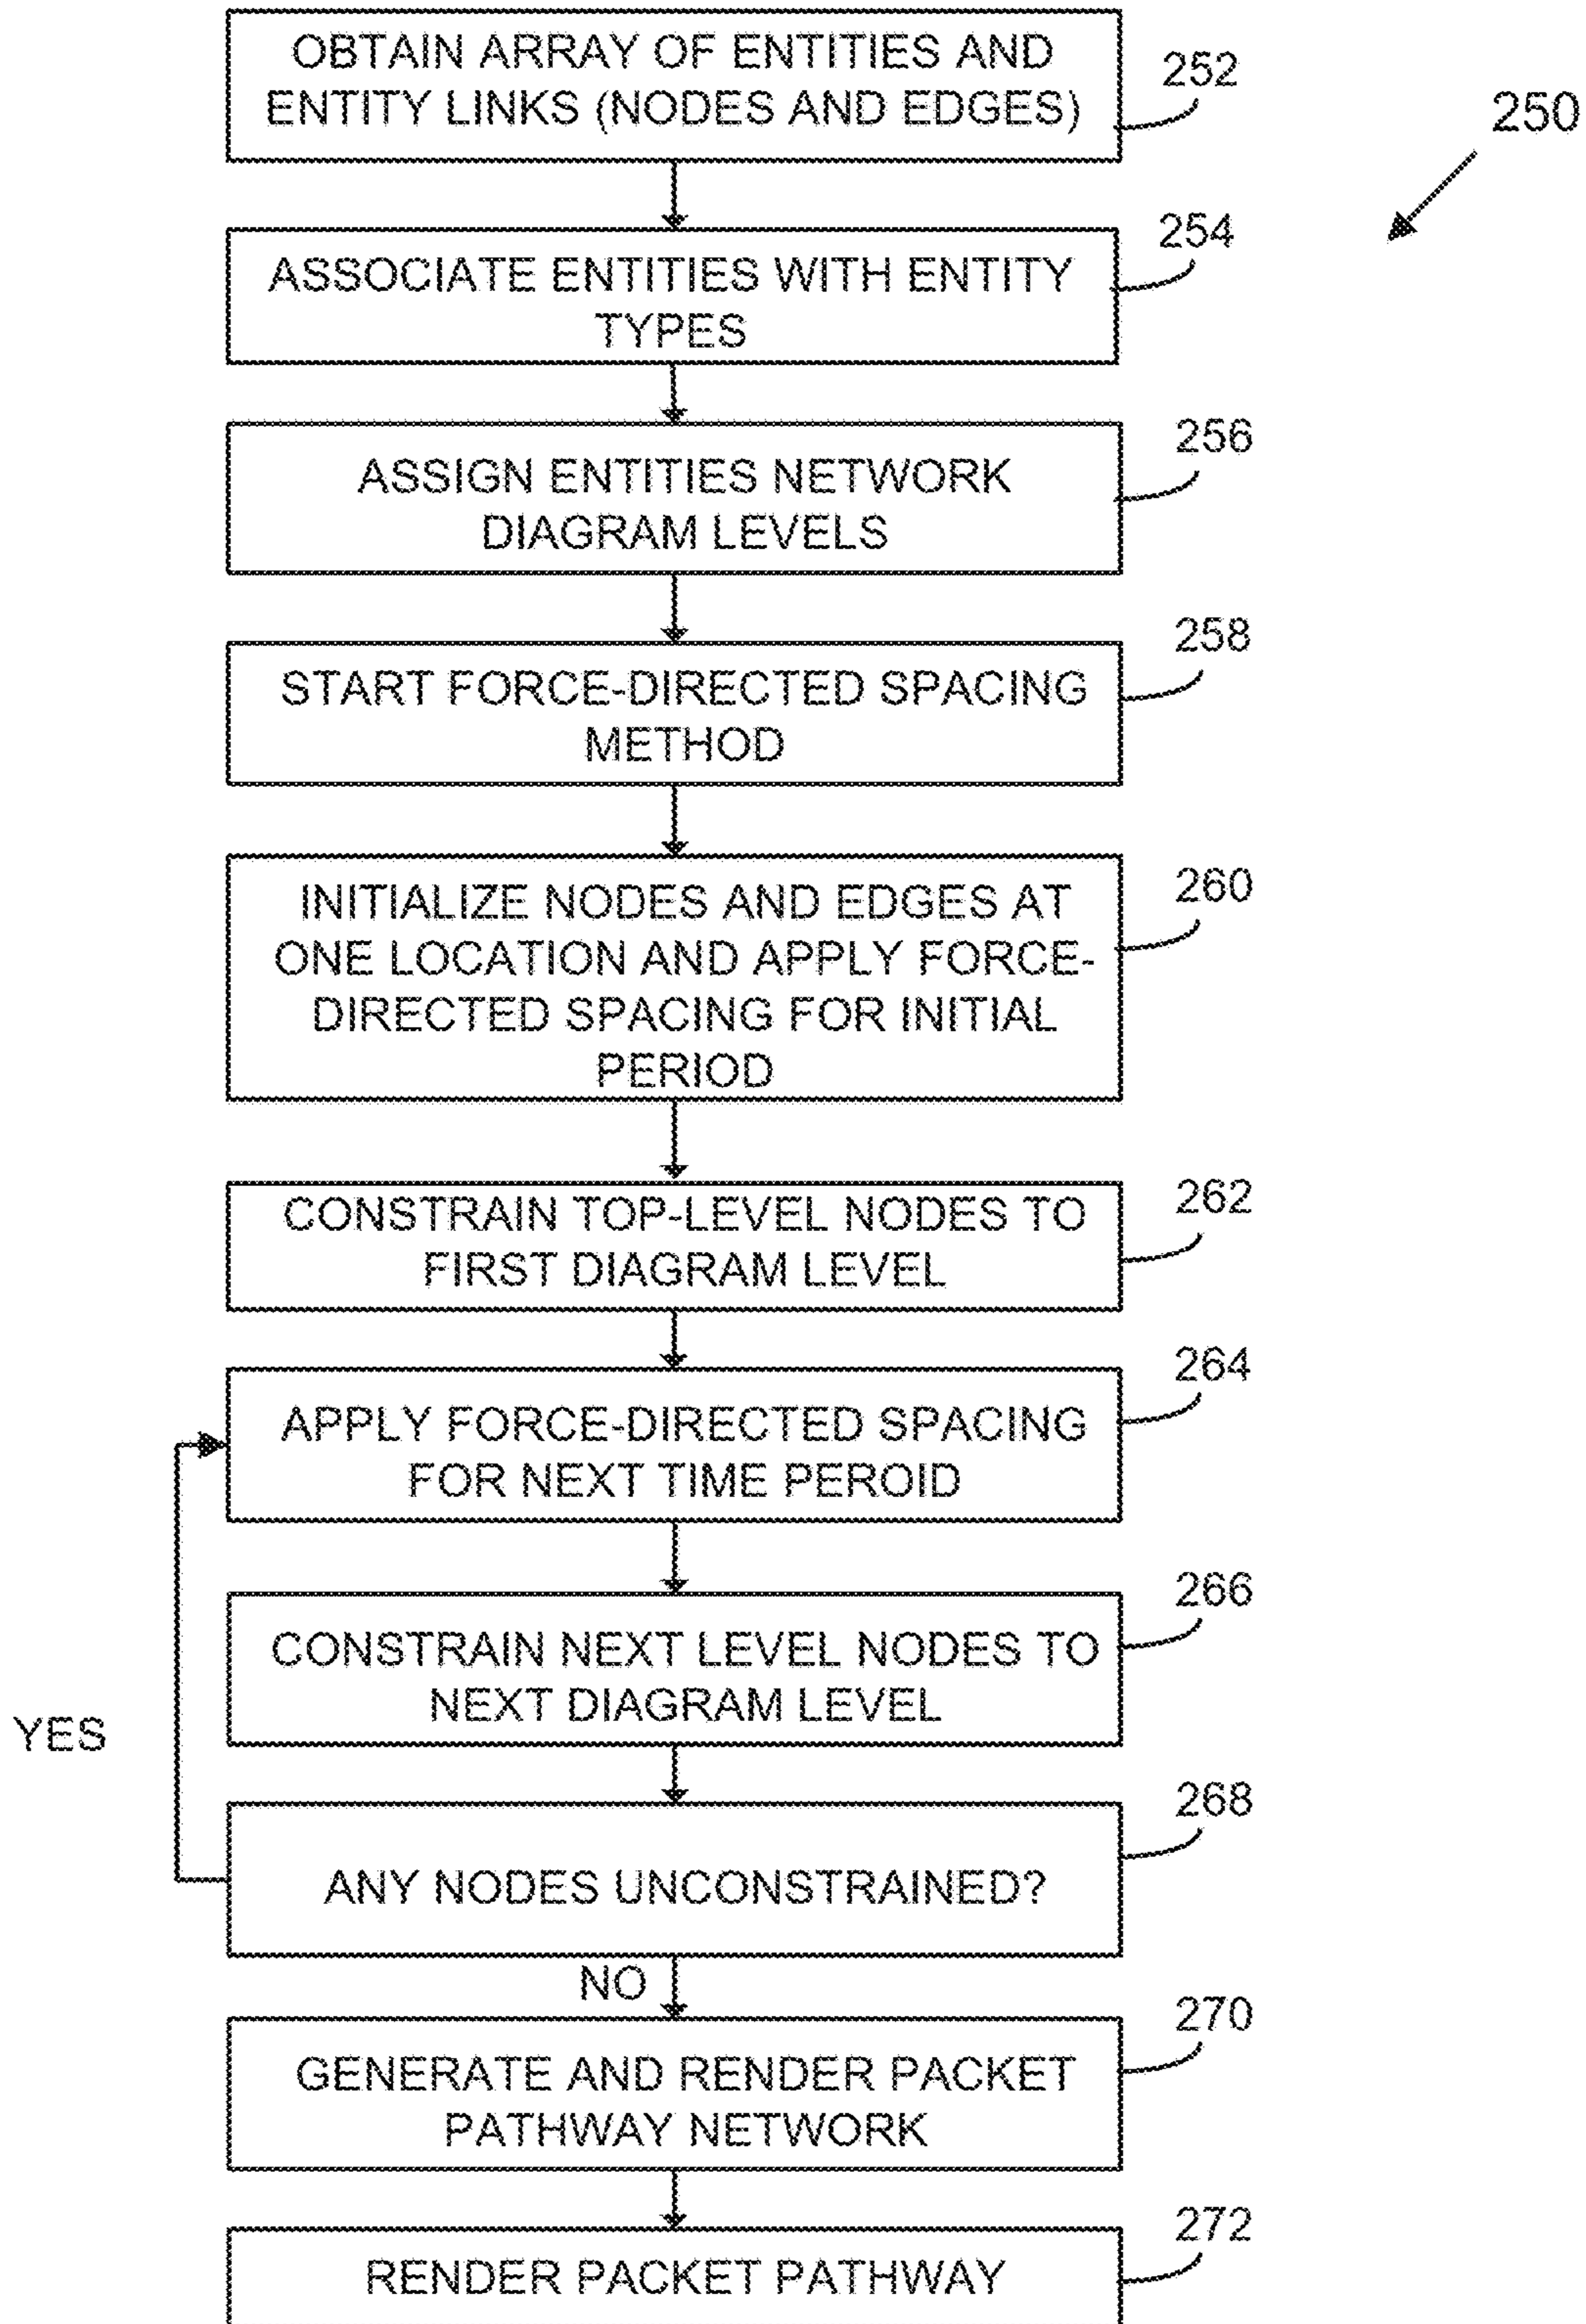 OBTAIN ARRAY OF ENTITIES AND
ENTITY LINKS (NODES AND EDGES)
252
250
ASSOCIATE ENTITIES WITH ENTITY
TYPES
254
ASSIGN ENTITIES NETWORK
DIAGRAM LEVELS
256
START FORCE-DIRECTED SPACING
METHOD
258
INITIALIZE NODES AND EDGES AT
ONE LOCATION AND APPLY FORCE-
DIRECTED SPACING FOR INITIAL
PERIOD
260
CONSTRAIN TOP-LEVEL NODES TO
FIRST DIAGRAM LEVEL
262
APPLY FORCE-DIRECTED SPACING
FOR NEXT TIME PEROID
264
CONSTRAIN NEXT LEVEL NODES TO
NEXT DIAGRAM LEVEL
266
YES
ANY NODES UNCONSTRAINED?
268
NO
GENERATE AND RENDER PACKET
PATHWAY NETWORK
270
RENDER PACKET PATHWAY
272